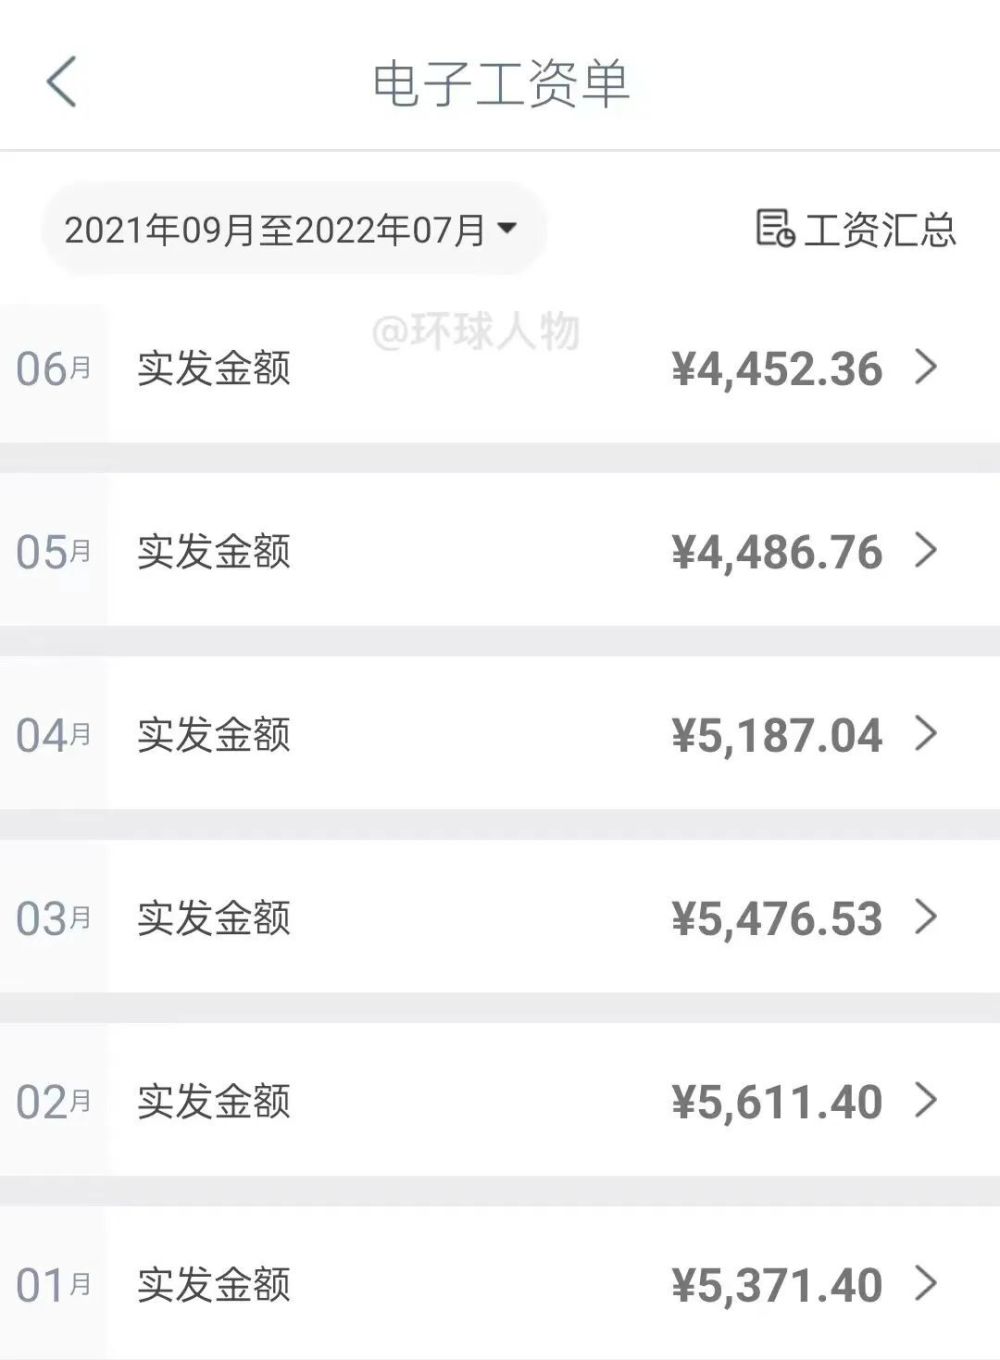 电子工资单
2021年09月至2022年07月 工资汇总
@环球人物
06月 实发金额 ¥4,452.36
05月 实发金额 ¥4,486.76
04月 实发金额 ¥5,187.04
03月 实发金额 ¥5,476.53
02月 实发金额 ¥5,611.40
01月 实发金额 ¥5,371.40